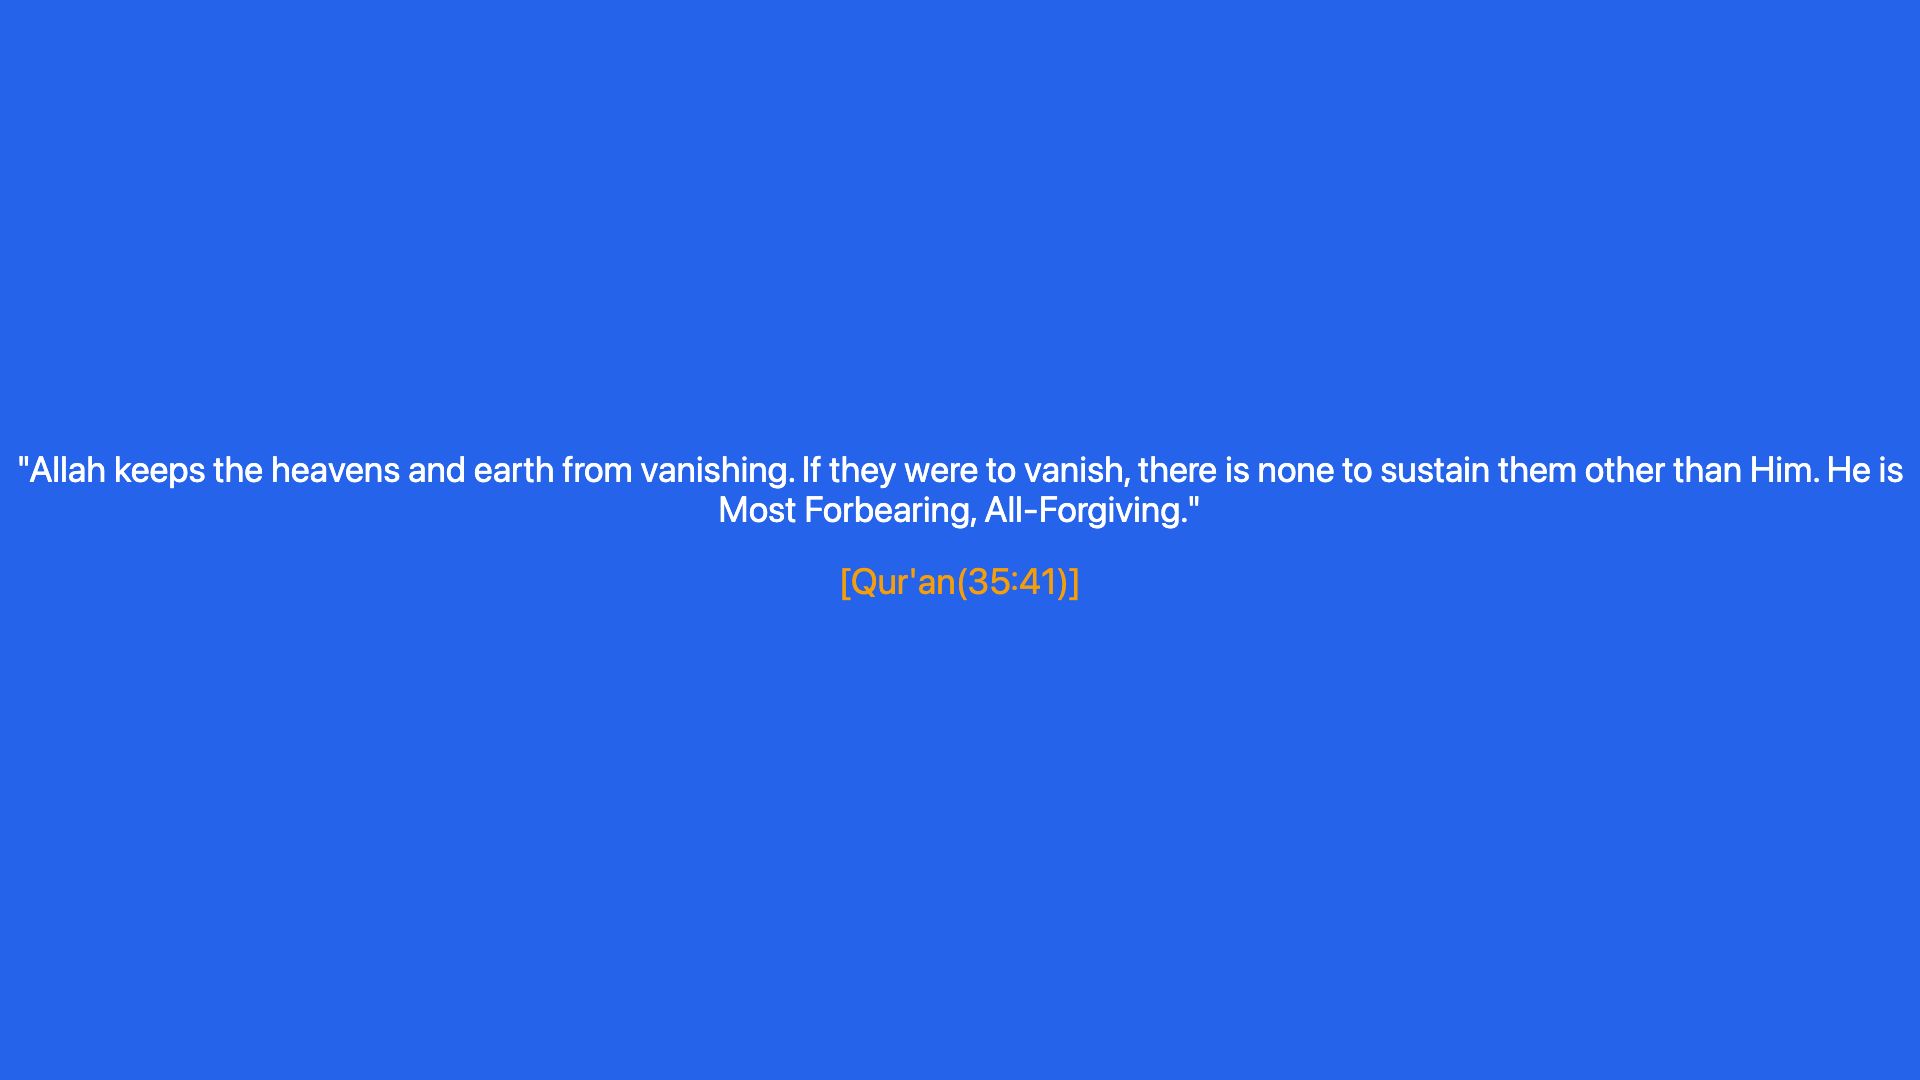 "Allah keeps the heavens and earth from vanishing. If they were to vanish, there is none to sustain them other than Him. He is
Most Forbearing, All-Forgiving."
[Qur'an(35:41)]